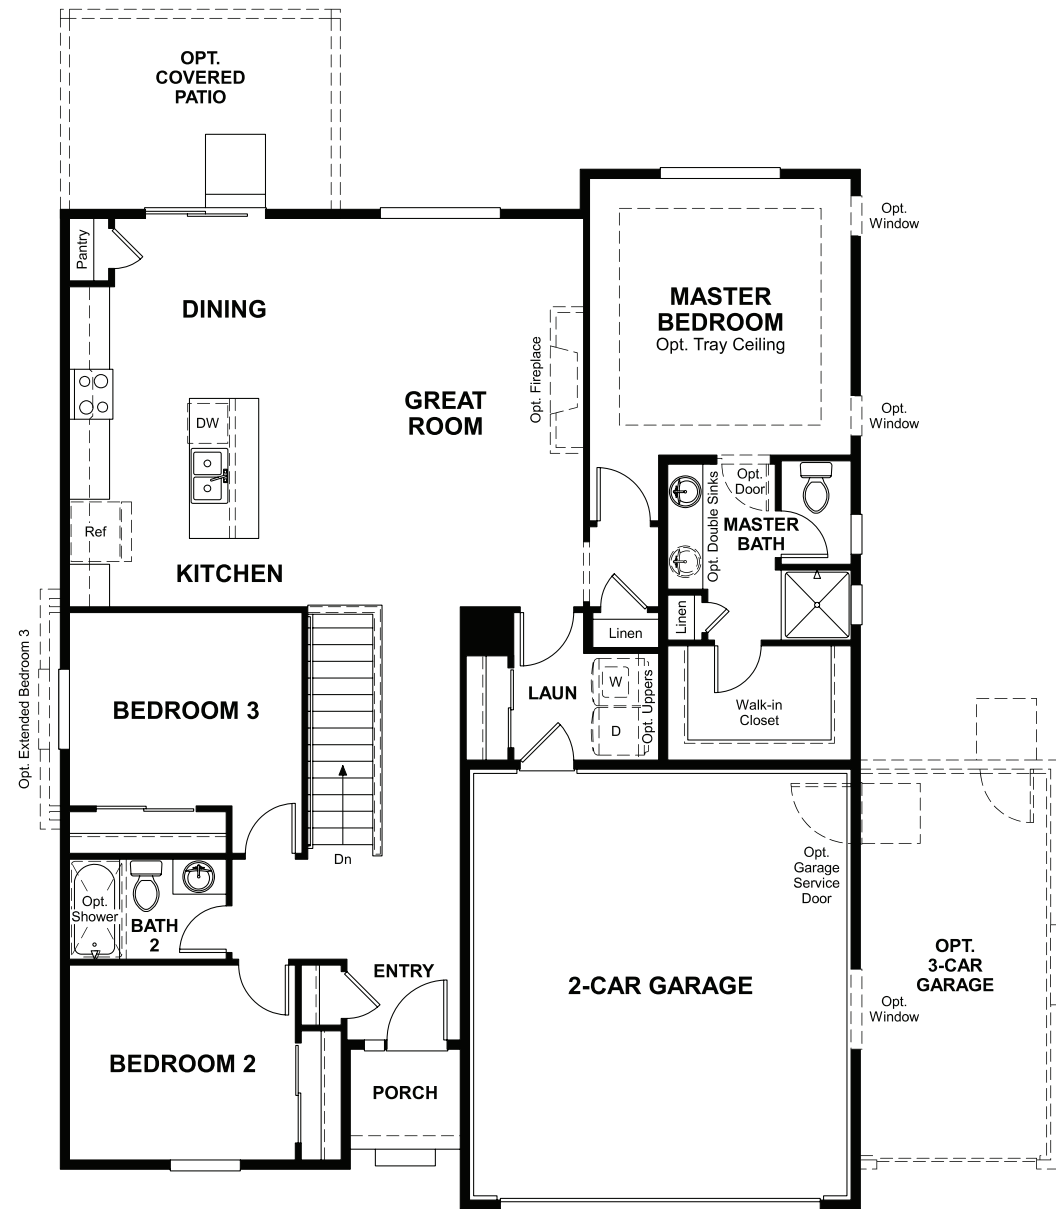 OPT.
COVERED
PATIO
Opt.
Window
Pantry
DINING
MASTER
BEDROOM
Opt. Tray Ceiling
Opt. Fireplace
GREAT
ROOM
DW
Opt.
Window
Ref
KITCHEN
Opt. Double Sinks
Opt.
Door
MASTER
BATH
Linen
Linen
Opt. Extended Bedroom 3
BEDROOM 3
LAUN
W
D
Opt. Uppers
Walk-in
Closet
Dn
Opt.
Garage
Service
Door
Opt.
Shower
BATH
2
ENTRY
2-CAR GARAGE
OPT.
3-CAR
GARAGE
Opt.
Window
BEDROOM 2
PORCH